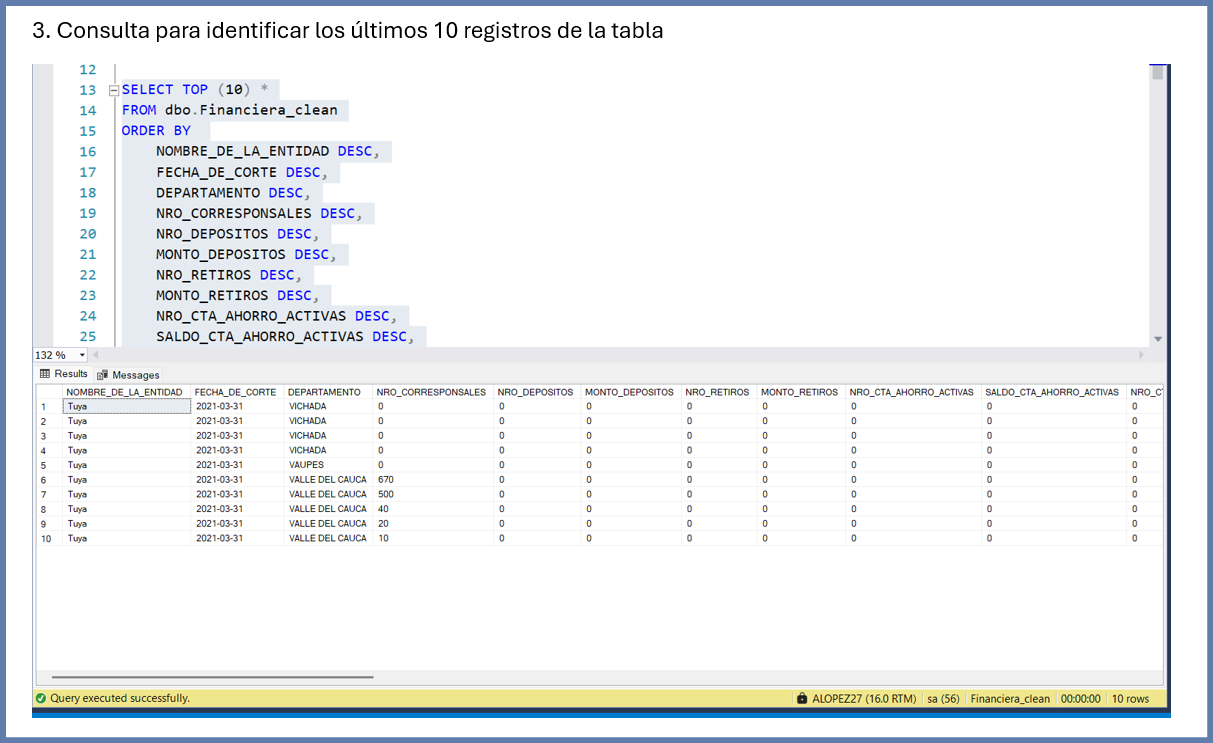 3. Consulta para identificar los últimos 10 registros de la tabla
12
13 SELECT TOP (10) *
14 FROM dbo.Financiera_clean
15 ORDER BY
16 NOMBRE_DE_LA_ENTIDAD DESC,
17 FECHA_DE_CORTE DESC,
18 DEPARTAMENTO DESC,
19 NRO_CORRESPONSALES DESC,
20 NRO_DEPOSITOS DESC,
21 MONTO_DEPOSITOS DESC,
22 NRO_RETIROS DESC,
23 MONTO_RETIROS DESC,
24 NRO_CTA_AHORRO_ACTIVAS DESC,
25 SALDO_CTA_AHORRO_ACTIVAS DESC,
132 %
Results Messages
NOMBRE_DE_LA_ENTIDAD FECHA_DE_CORTE DEPARTAMENTO NRO_CORRESPONSALES NRO_DEPOSITOS MONTO_DEPOSITOS NRO_RETIROS MONTO_RETIROS NRO_CTA_AHORRO_ACTIVAS SALDO_CTA_AHORRO_ACTIVAS NRO_C
1 Tuya 2021-03-31 VICHADA 0 0 0 0 0 0 0 0
2 Tuya 2021-03-31 VICHADA 0 0 0 0 0 0 0 0
3 Tuya 2021-03-31 VICHADA 0 0 0 0 0 0 0 0
4 Tuya 2021-03-31 VICHADA 0 0 0 0 0 0 0 0
5 Tuya 2021-03-31 VAUPES 0 0 0 0 0 0 0 0
6 Tuya 2021-03-31 VALLE DEL CAUCA 670 0 0 0 0 0 0 0
7 Tuya 2021-03-31 VALLE DEL CAUCA 500 0 0 0 0 0 0 0
8 Tuya 2021-03-31 VALLE DEL CAUCA 40 0 0 0 0 0 0 0
9 Tuya 2021-03-31 VALLE DEL CAUCA 20 0 0 0 0 0 0 0
10 Tuya 2021-03-31 VALLE DEL CAUCA 10 0 0 0 0 0 0 0
Query executed successfully. ALOPEZ27 (16.0 RTM) sa (56) Financiera_clean 00:00:00 10 rows